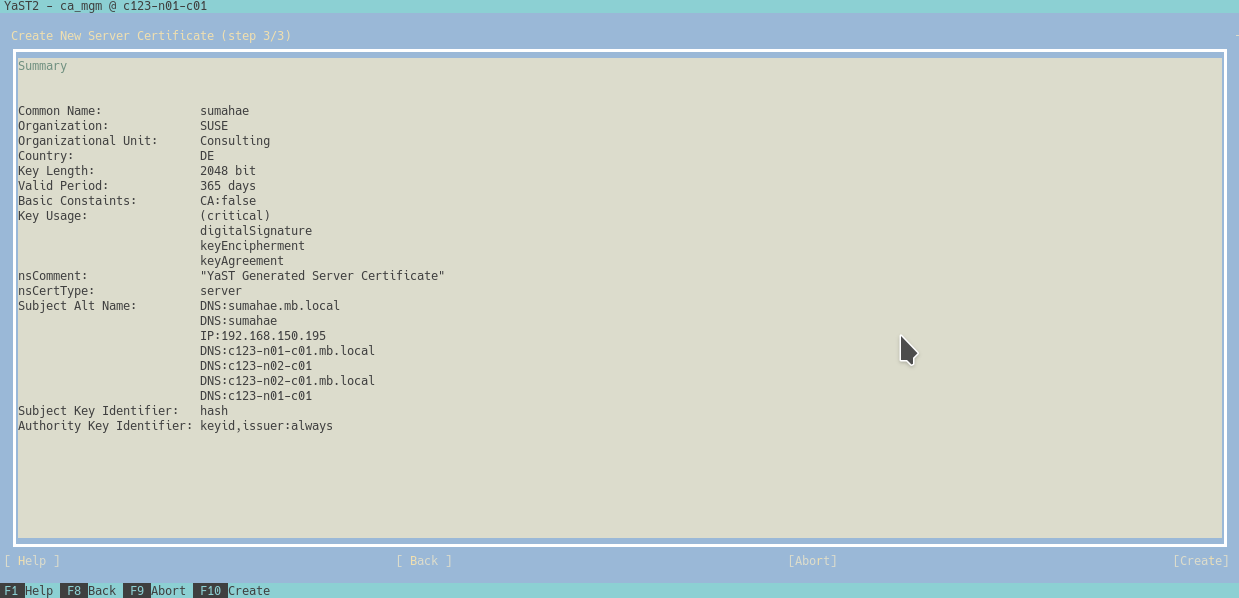 YaST2 - ca_mgm @ c123-n01-c01
Create New Server Certificate (step 3/3)
Summary
Common Name: sumahae
Organization: SUSE
Organizational Unit: Consulting
Country: DE
Key Length: 2048 bit
Valid Period: 365 days
Basic Constaints: CA:false
Key Usage: (critical)
digitalSignature
keyEncipherment
keyAgreement
nsComment: "YaST Generated Server Certificate"
nsCertType: server
Subject Alt Name: DNS:sumahae.mb.local
DNS:sumahae
IP:192.168.150.195
DNS:c123-n01-c01.mb.local
DNS:c123-n02-c01
DNS:c123-n02-c01.mb.local
DNS:c123-n01-c01
Subject Key Identifier: hash
Authority Key Identifier: keyid,issuer:always
[ Help ] [ Back ] [Abort] [Create]
F1 Help F8 Back F9 Abort F10 Create